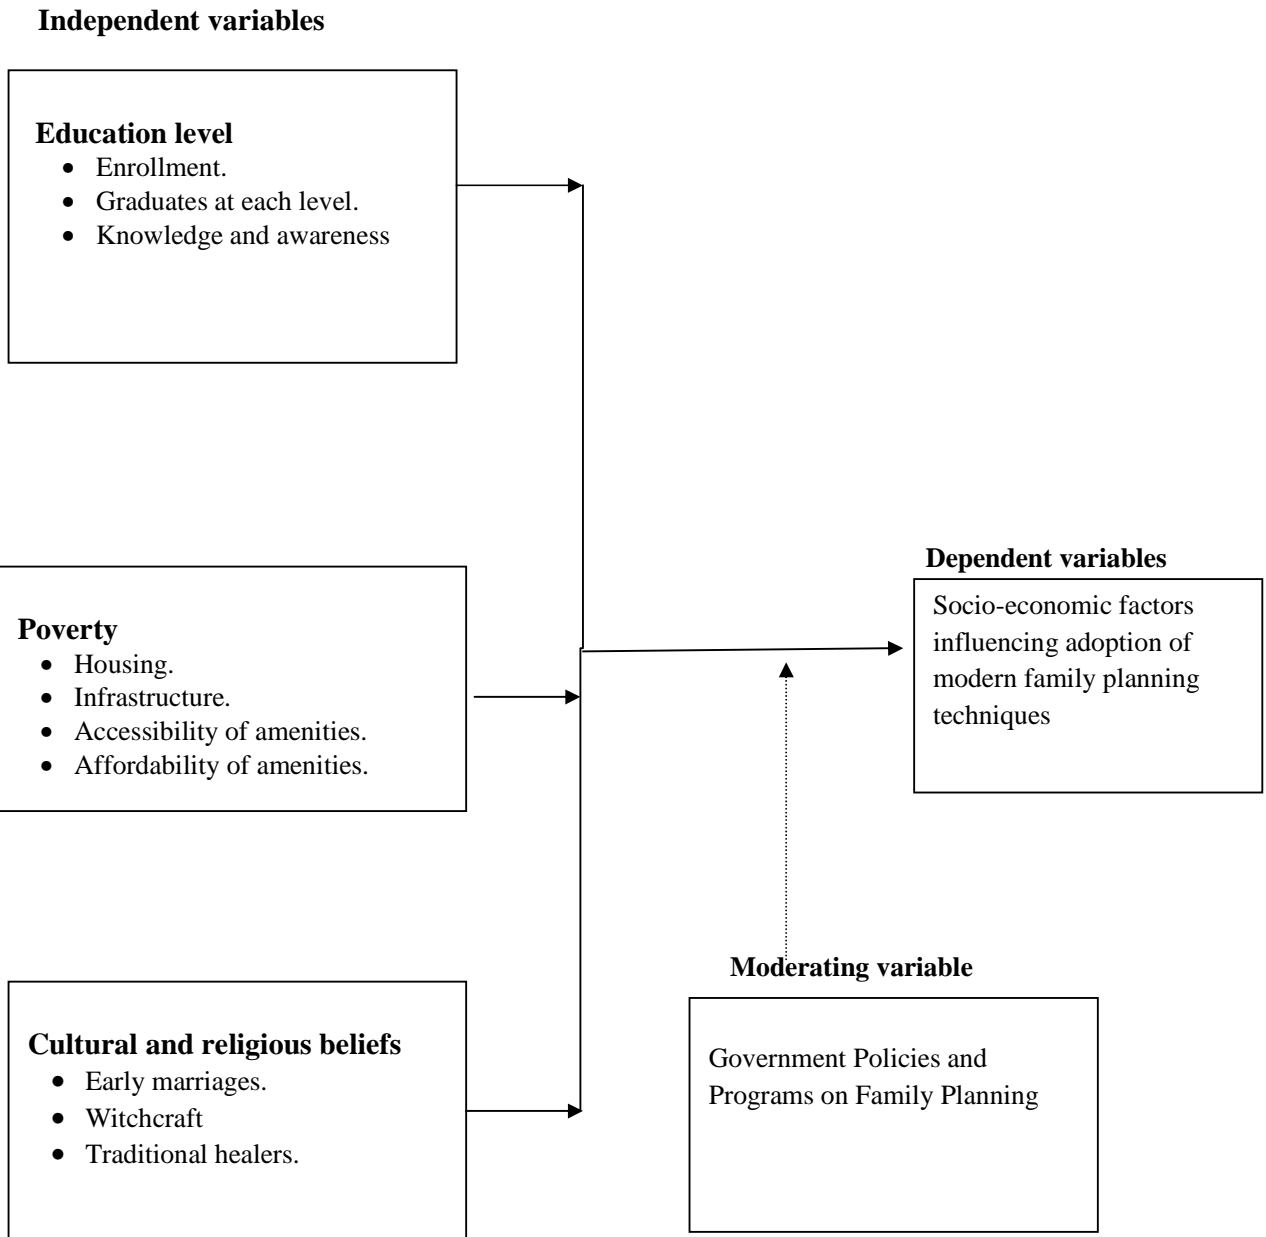 Independent variables
Education level
• Enrollment.
• Graduates at each level.
• Knowledge and awareness
Poverty
• Housing.
• Infrastructure.
• Accessibility of amenities.
• Affordability of amenities.
Cultural and religious beliefs
• Early marriages.
• Witchcraft
• Traditional healers.
Dependent variables
Socio-economic factors
influencing adoption of
modern family planning
techniques
Moderating variable
Government Policies and
Programs on Family Planning